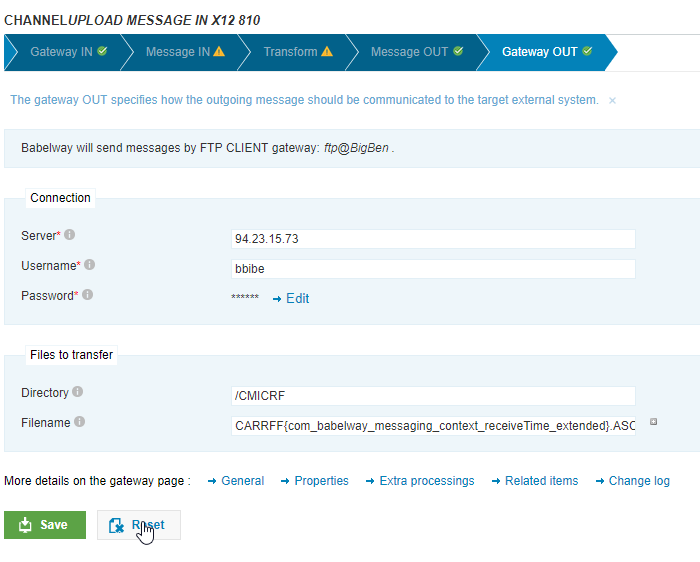 CHANNELUPLOAD MESSAGE IN X12 810
Gateway IN Message IN Transform Message OUT Gateway OUT
The gateway OUT specifies how the outgoing message should be communicated to the target external system. ×
Babelway will send messages by FTP CLIENT gateway: ftp@BigBen .
Connection
Server* 94.23.15.73
Username* bbibe
Password* ****** Edit
Files to transfer
Directory /CMICRF
Filename CARRFF{com_babelway_messaging_context_receiveTime_extended}.ASC
More details on the gateway page : General Properties Extra processings Related items Change log
Save Reset